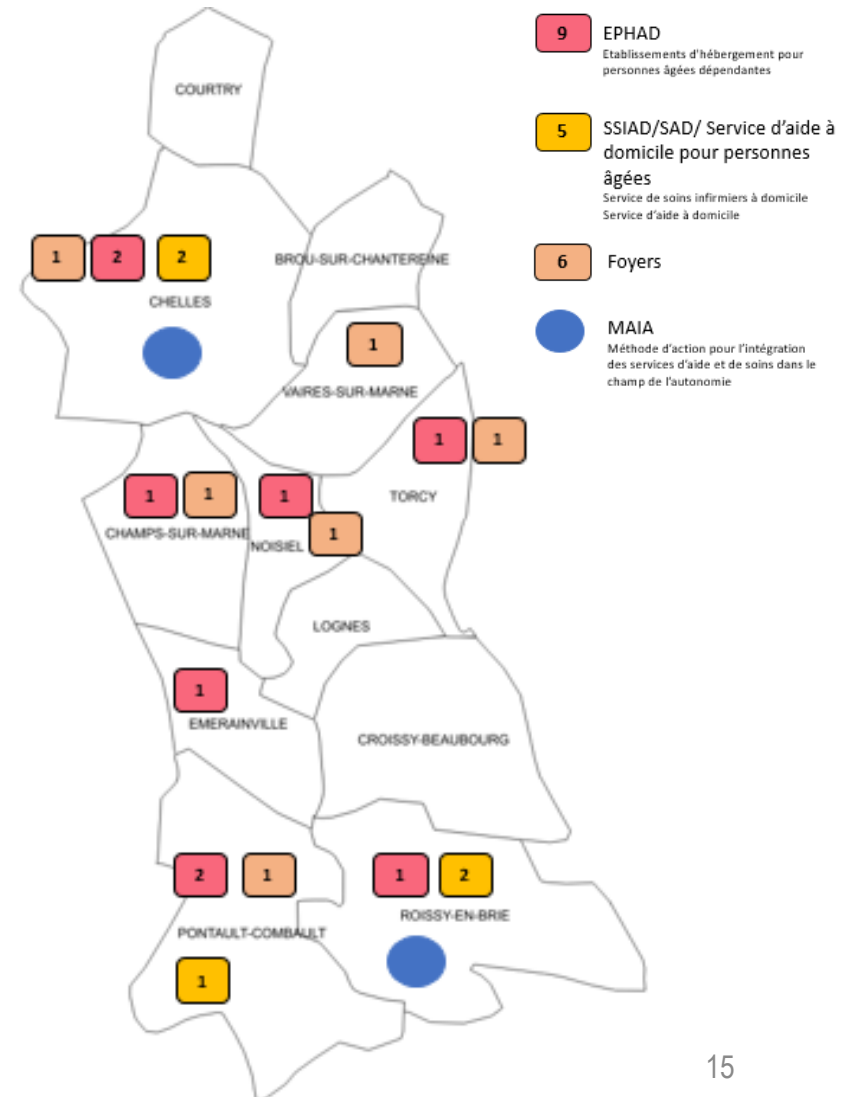 COURTRY
1 2 2
CHELLES
BROU-SUR-CHANTEREINE
1
VAIRES-SUR-MARNE
1 1
TORCY
1 1
CHAMPS-SUR-MARNE
1
NOISIEL
1
LOGNES
1
EMERAINVILLE
CROISSY-BEAUBOURG
2 1
PONTAULT-COMBAULT
1
1 2
ROISSY-EN-BRIE
9 EPHAD
Etablissements d'hébergement pour
personnes âgées dépendantes
5 SSIAD/SAD/ Service d'aide à
domicile pour personnes
âgées
Service de soins infirmiers à domicile
Service d'aide à domicile
6 Foyers
MAIA
Méthode d'action pour l'intégration
des services d'aide et de soins dans le
champ de l'autonomie
15